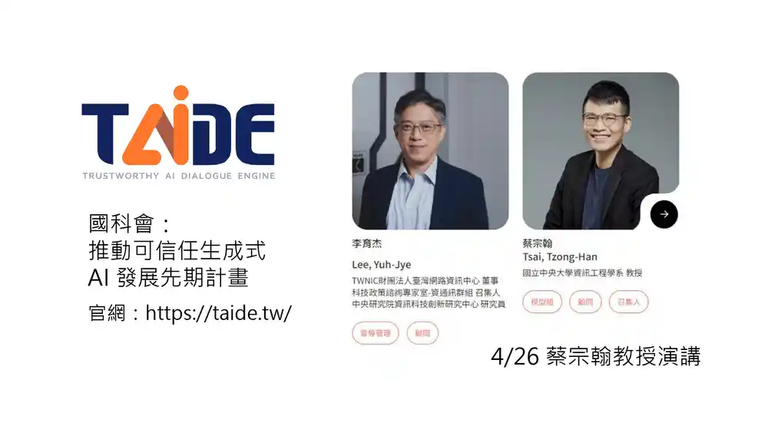 TAiDE
TRUSTWORTHY AI DIALOGUE ENGINE
國科會：
推動可信任生成式
AI 發展先期計畫
官網：https://taide.tw/
李育杰
Lee, Yuh-Jye
TWNIC財團法人臺灣網路資訊中心 董事
科技政策諮詢專家室-資通訊群組 召集人
中央研究院資訊科技創新研究中心 研究員
督導管理
顧問
蔡宗翰
Tsai, Tzong-Han
國立中央大學資訊工程學系 教授
模型組
顧問
召集人
4/26 蔡宗翰教授演講